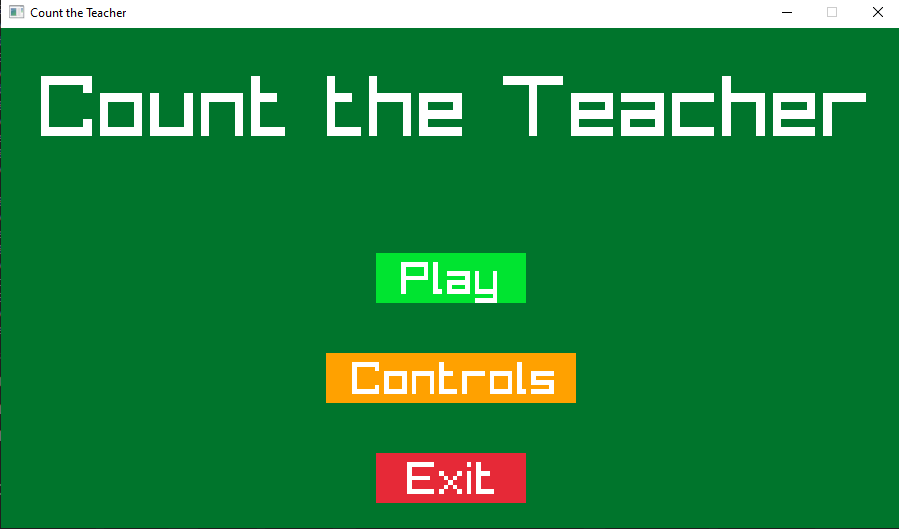 Count the Teacher
Count the Teacher
Play
Controls
Exit